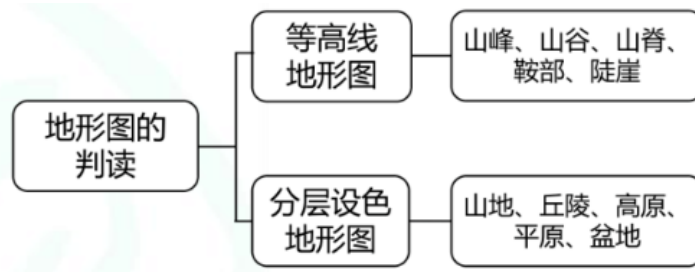 等高线
地形图
山峰、山谷、山脊、
鞍部、陡崖
地形图的
判读
分层设色
地形图
山地、丘陵、高原、
平原、盆地